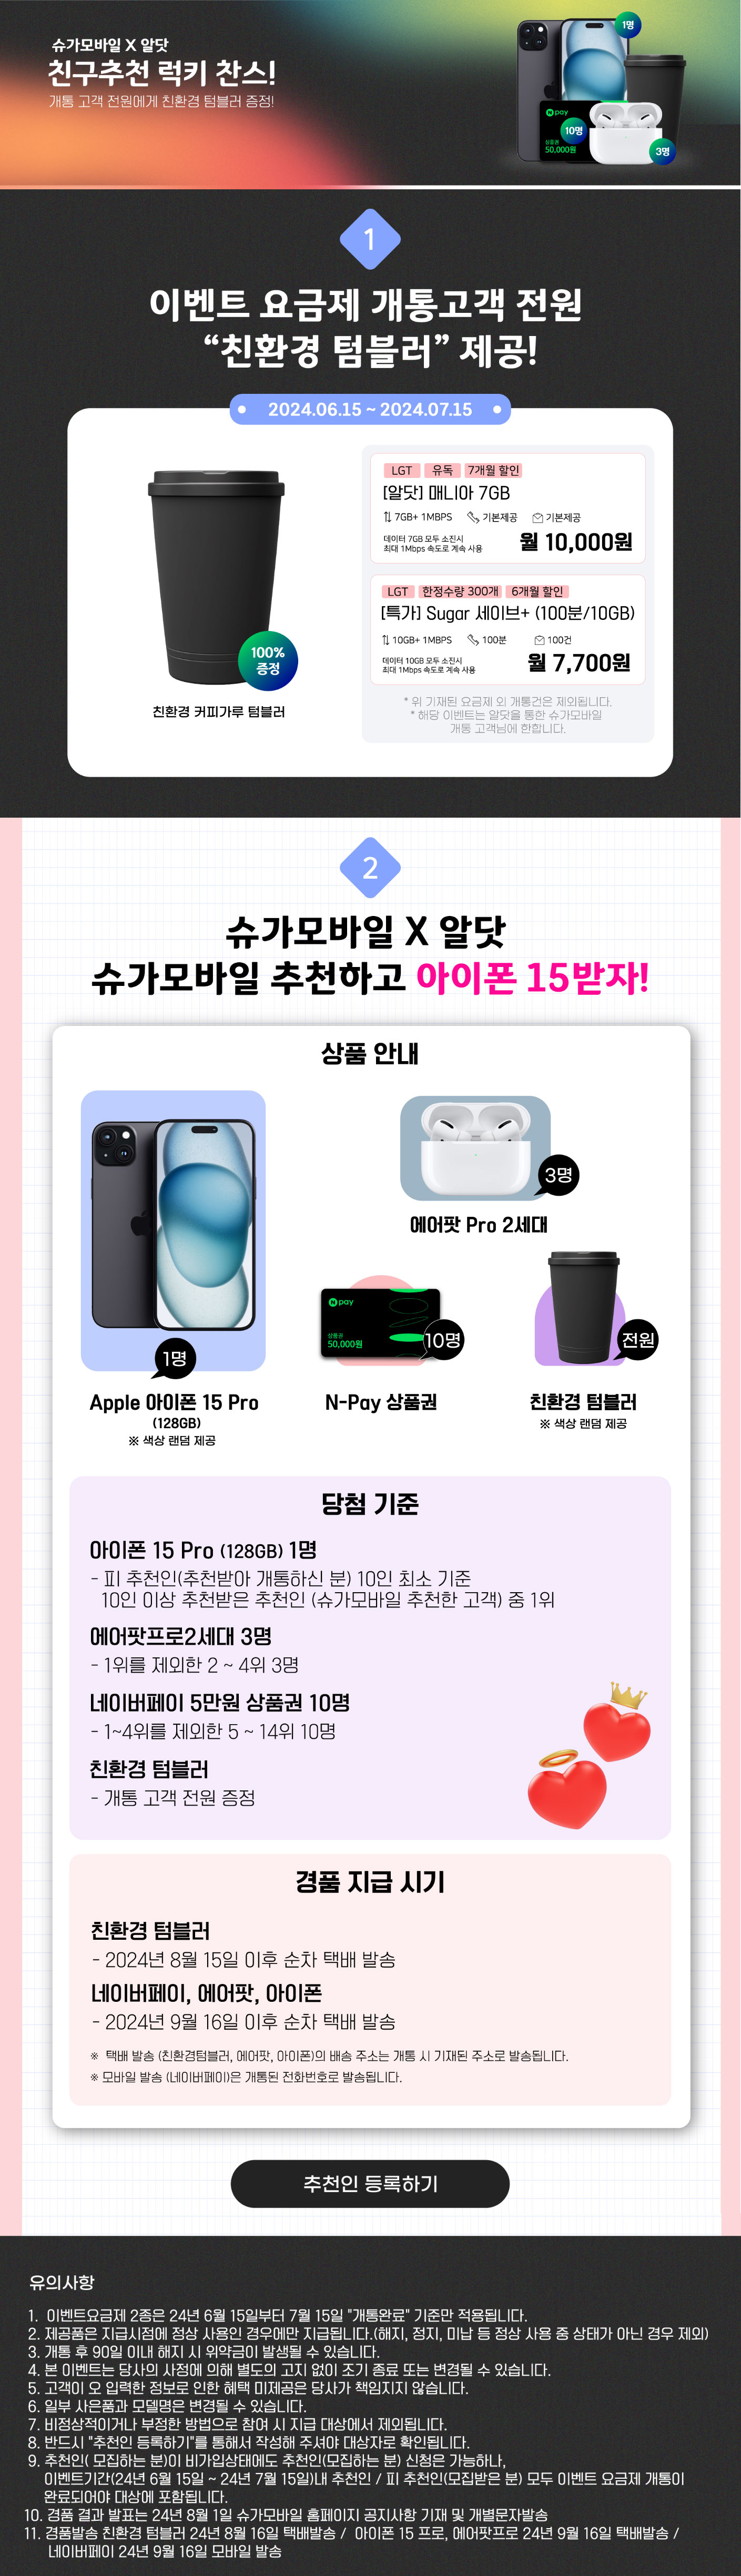 슈가모바일 X 알닷
친구추천 럭키 찬스!
개통 고객 전원에게 친환경 텀블러 증정!
1명
N pay
10명
상품권
50,000원
3명
1
이벤트 요금제 개통고객 전원
“친환경 텀블러” 제공!
2024.06.15 ~ 2024.07.15
100%
증정
친환경 커피가루 텀블러
LGT 유독 7개월 할인
[알닷] 매니아 7GB
7GB+ 1MBPS 기본제공 기본제공
데이터 7GB 모두 소진시
최대 1Mbps 속도로 계속 사용
월 10,000원
LGT 한정수량 300개 6개월 할인
[특가] Sugar 세이브+ (100분/10GB)
10GB+ 1MBPS 100분 100건
데이터 10GB 모두 소진시
최대 1Mbps 속도로 계속 사용
월 7,700원
* 위 기재된 요금제 외 개통건은 제외됩니다.
* 해당 이벤트는 알닷을 통한 슈가모바일
개통 고객님에 한합니다.
2
슈가모바일 X 알닷
슈가모바일 추천하고 아이폰 15받자!
상품 안내
3명
에어팟 Pro 2세대
1명
Apple 아이폰 15 Pro
(128GB)
※ 색상 랜덤 제공
N pay
상품권
50,000원
10명
N-Pay 상품권
전원
친환경 텀블러
※ 색상 랜덤 제공
당첨 기준
아이폰 15 Pro (128GB) 1명
- 피 추천인(추천받아 개통하신 분) 10인 최소 기준
10인 이상 추천받은 추천인 (슈가모바일 추천한 고객) 중 1위
에어팟프로2세대 3명
- 1위를 제외한 2 ~ 4위 3명
네이버페이 5만원 상품권 10명
- 1~4위를 제외한 5 ~ 14위 10명
친환경 텀블러
- 개통 고객 전원 증정
경품 지급 시기
친환경 텀블러
- 2024년 8월 15일 이후 순차 택배 발송
네이버페이, 에어팟, 아이폰
- 2024년 9월 16일 이후 순차 택배 발송
※ 택배 발송 (친환경텀블러, 에어팟, 아이폰)의 배송 주소는 개통 시 기재된 주소로 발송됩니다.
※ 모바일 발송 (네이버페이)은 개통된 전화번호로 발송됩니다.
추천인 등록하기
유의사항
1. 이벤트요금제 2종은 24년 6월 15일부터 7월 15일 "개통완료" 기준만 적용됩니다.
2. 제공품은 지급시점에 정상 사용인 경우에만 지급됩니다.(해지, 정지, 미납 등 정상 사용 중 상태가 아닌 경우 제외)
3. 개통 후 90일 이내 해지 시 위약금이 발생될 수 있습니다.
4. 본 이벤트는 당사의 사정에 의해 별도의 고지 없이 조기 종료 또는 변경될 수 있습니다.
5. 고객이 오 입력한 정보로 인한 혜택 미제공은 당사가 책임지지 않습니다.
6. 일부 사은품과 모델명은 변경될 수 있습니다.
7. 비정상적이거나 부정한 방법으로 참여 시 지급 대상에서 제외됩니다.
8. 반드시 "추천인 등록하기"를 통해서 작성해 주셔야 대상자로 확인됩니다.
9. 추천인( 모집하는 분)이 비가입상태에도 추천인(모집하는 분) 신청은 가능하나,
이벤트기간(24년 6월 15일 ~ 24년 7월 15일)내 추천인 / 피 추천인(모집받은 분) 모두 이벤트 요금제 개통이
완료되어야 대상에 포함됩니다.
10. 경품 결과 발표는 24년 8월 1일 슈가모바일 홈페이지 공지사항 기재 및 개별문자발송
11. 경품발송 친환경 텀블러 24년 8월 16일 택배발송 / 아이폰 15 프로, 에어팟프로 24년 9월 16일 택배발송 /
네이버페이 24년 9월 16일 모바일 발송